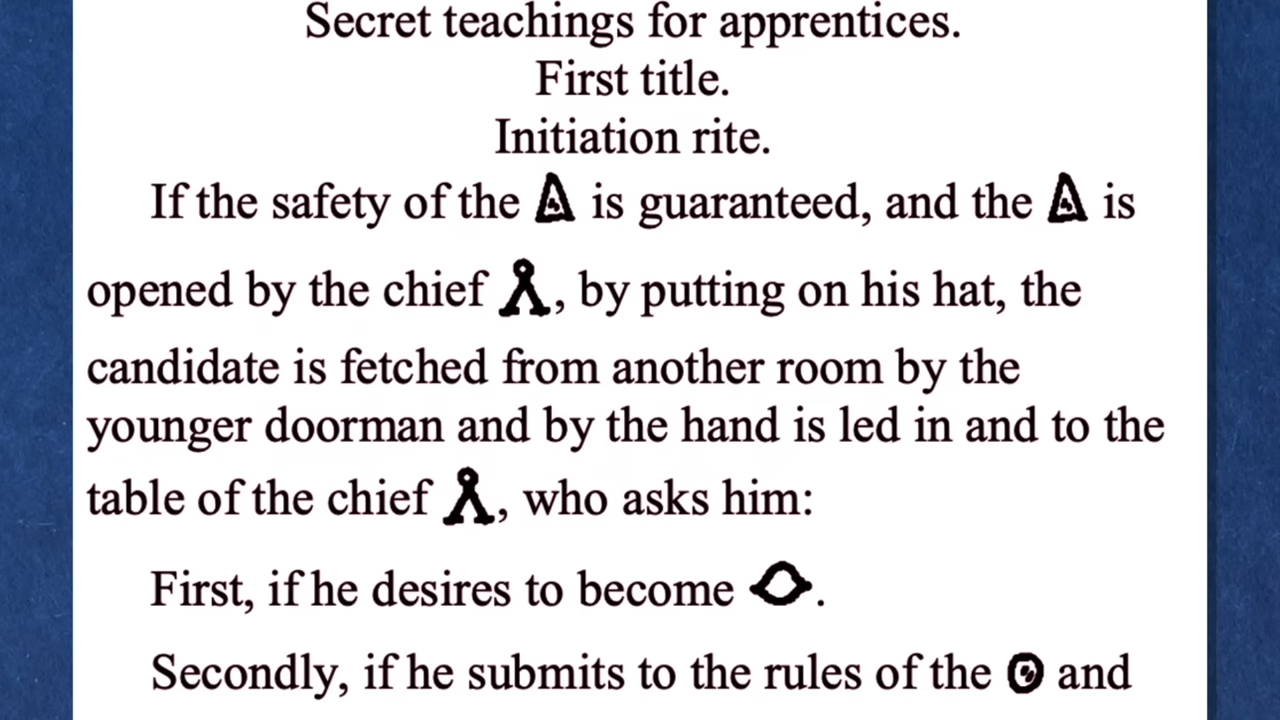 Secret teachings for apprentices.
First title.
Initiation rite.
If the safety of the is guaranteed, and the is
opened by the chief , by putting on his hat, the
candidate is fetched from another room by the
younger doorman and by the hand is led in and to the
table of the chief , who asks him:
First, if he desires to become .
Secondly, if he submits to the rules of the and